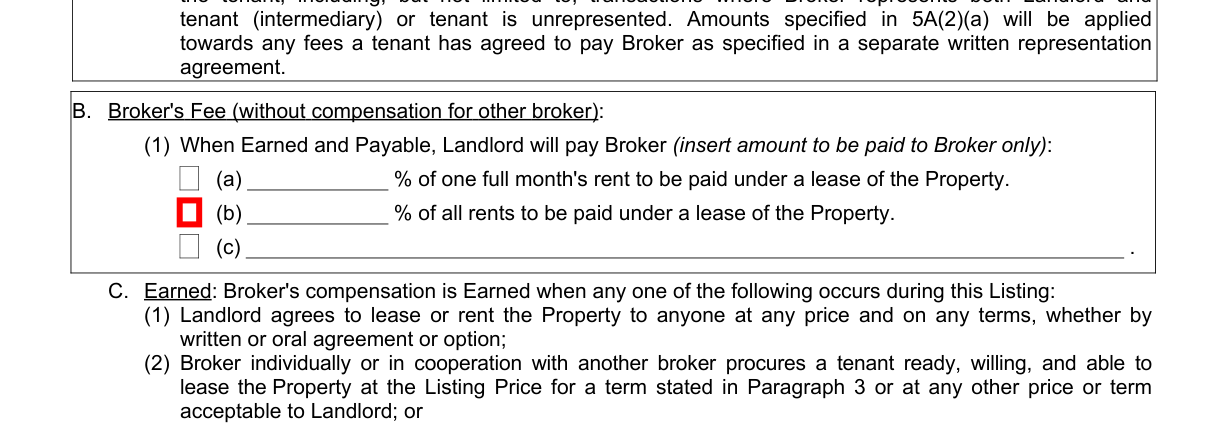 tenant (intermediary) or tenant is unrepresented. Amounts specified in 5A(2)(a) will be applied
towards any fees a tenant has agreed to pay Broker as specified in a separate written representation
agreement.
B. Broker's Fee (without compensation for other broker):
(1) When Earned and Payable, Landlord will pay Broker (insert amount to be paid to Broker only):
(a) ____________ % of one full month's rent to be paid under a lease of the Property.
(b) ____________ % of all rents to be paid under a lease of the Property.
(c) ____________________________________________________________ .
C. Earned: Broker's compensation is Earned when any one of the following occurs during this Listing:
(1) Landlord agrees to lease or rent the Property to anyone at any price and on any terms, whether by
written or oral agreement or option;
(2) Broker individually or in cooperation with another broker procures a tenant ready, willing, and able to
lease the Property at the Listing Price for a term stated in Paragraph 3 or at any other price or term
acceptable to Landlord; or